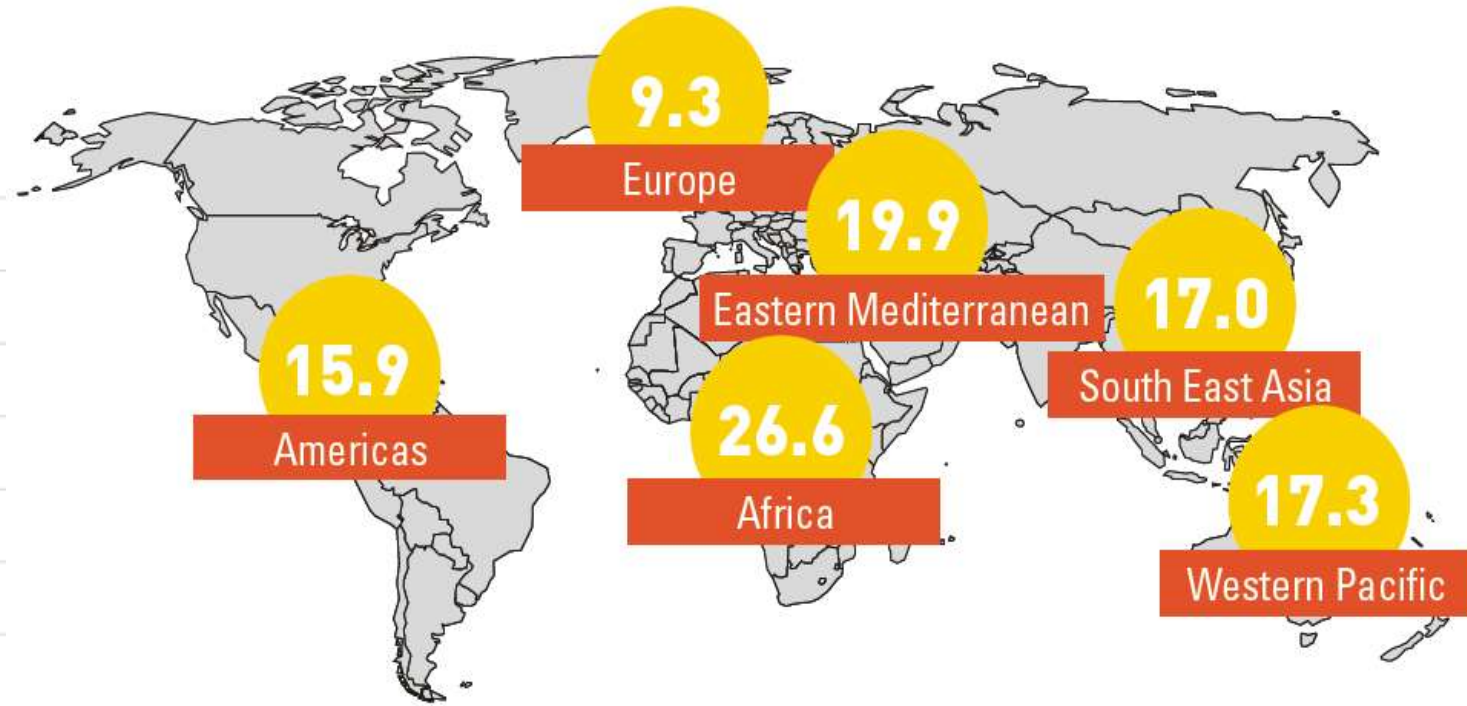 9.3
Europe
19.9
Eastern Mediterranean
17.0
South East Asia
15.9
Americas
26.6
Africa
17.3
Western Pacific